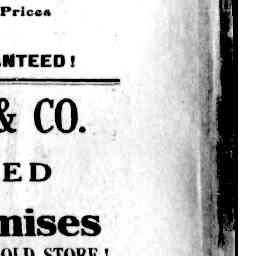 Prices
ANTEED!
& CO.
ED
mises
OLD STORE!